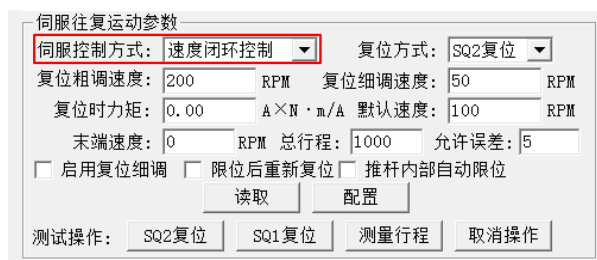 伺服往复运动参数
伺服控制方式: 速度闭环控制 复位方式: SQ2复位
复位粗调速度: 200 RPM 复位细调速度: 50 RPM
复位时力矩: 0.00 A×N·m/A 默认速度: 100 RPM
末端速度: 0 RPM 总行程: 1000 允许误差: 5
启用复位细调 限位后重新复位 推杆内部自动限位
读取 配置
测试操作: SQ2复位 SQ1复位 测量行程 取消操作